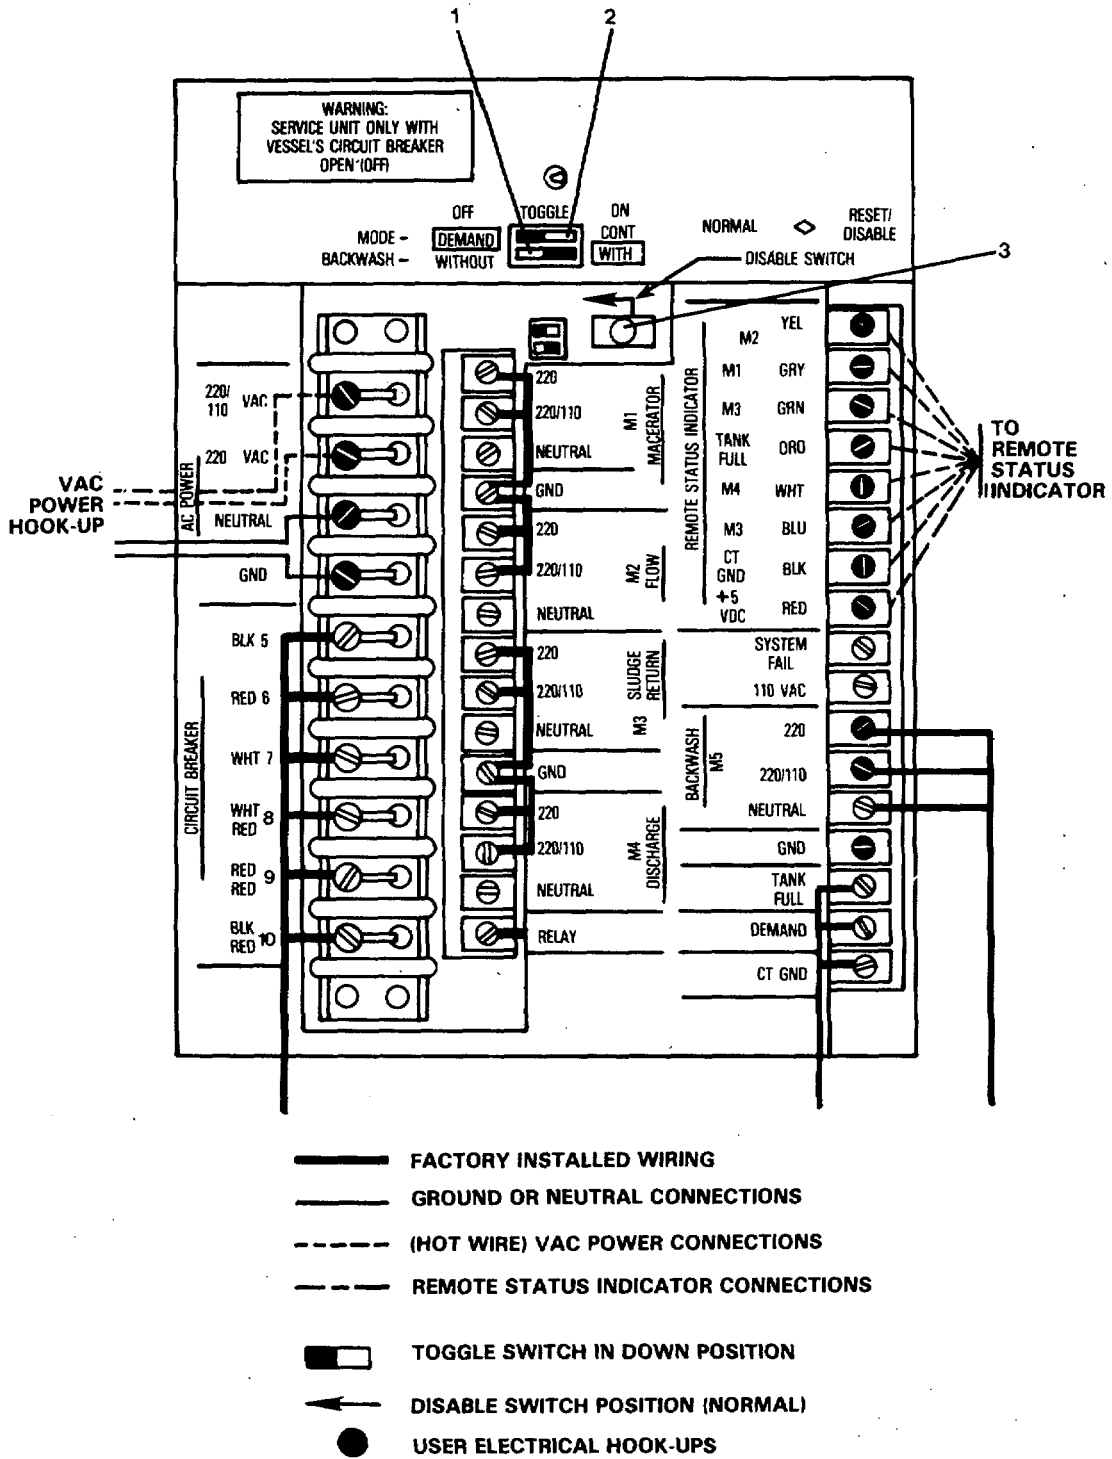 1
2
WARNING:
SERVICE UNIT ONLY WITH
VESSEL'S CIRCUIT BREAKER
OPEN (OFF)
OFF
TOGGLE
ON
MODE -
DEMAND
CONT
BACKWASH -
WITHOUT
WITH
NORMAL
RESET/
DISABLE
DISABLE SWITCH
3
220/
110 VAC
220 VAC
AC POWER
NEUTRAL
GND
VAC
POWER
HOOK-UP
CIRCUIT BREAKER
BLK 5
RED 6
WHT 7
WHT 8
RED
RED 9
RED
BLK
RED 10
220
220/110
NEUTRAL
GND
M1
MACERATOR
220
220/110
NEUTRAL
M2
FLOW
220
220/110
NEUTRAL
GND
SLUDGE
RETURN
M3
220
220/110
NEUTRAL
M4
DISCHARGE
RELAY
REMOTE STATUS INDICATOR
M2 YEL
M1 GRY
M3 GRN
TANK
FULL ORD
M4 WHT
M3 BLU
CT
GND BLK
+5
VDC RED
TO
REMOTE
STATUS
INDICATOR
SYSTEM
FAIL
110 VAC
BACKWASH
M5
220
220/110
NEUTRAL
GND
TANK
FULL
DEMAND
CT GND
FACTORY INSTALLED WIRING
GROUND OR NEUTRAL CONNECTIONS
(HOT WIRE) VAC POWER CONNECTIONS
REMOTE STATUS INDICATOR CONNECTIONS
TOGGLE SWITCH IN DOWN POSITION
DISABLE SWITCH POSITION (NORMAL)
USER ELECTRICAL HOOK-UPS